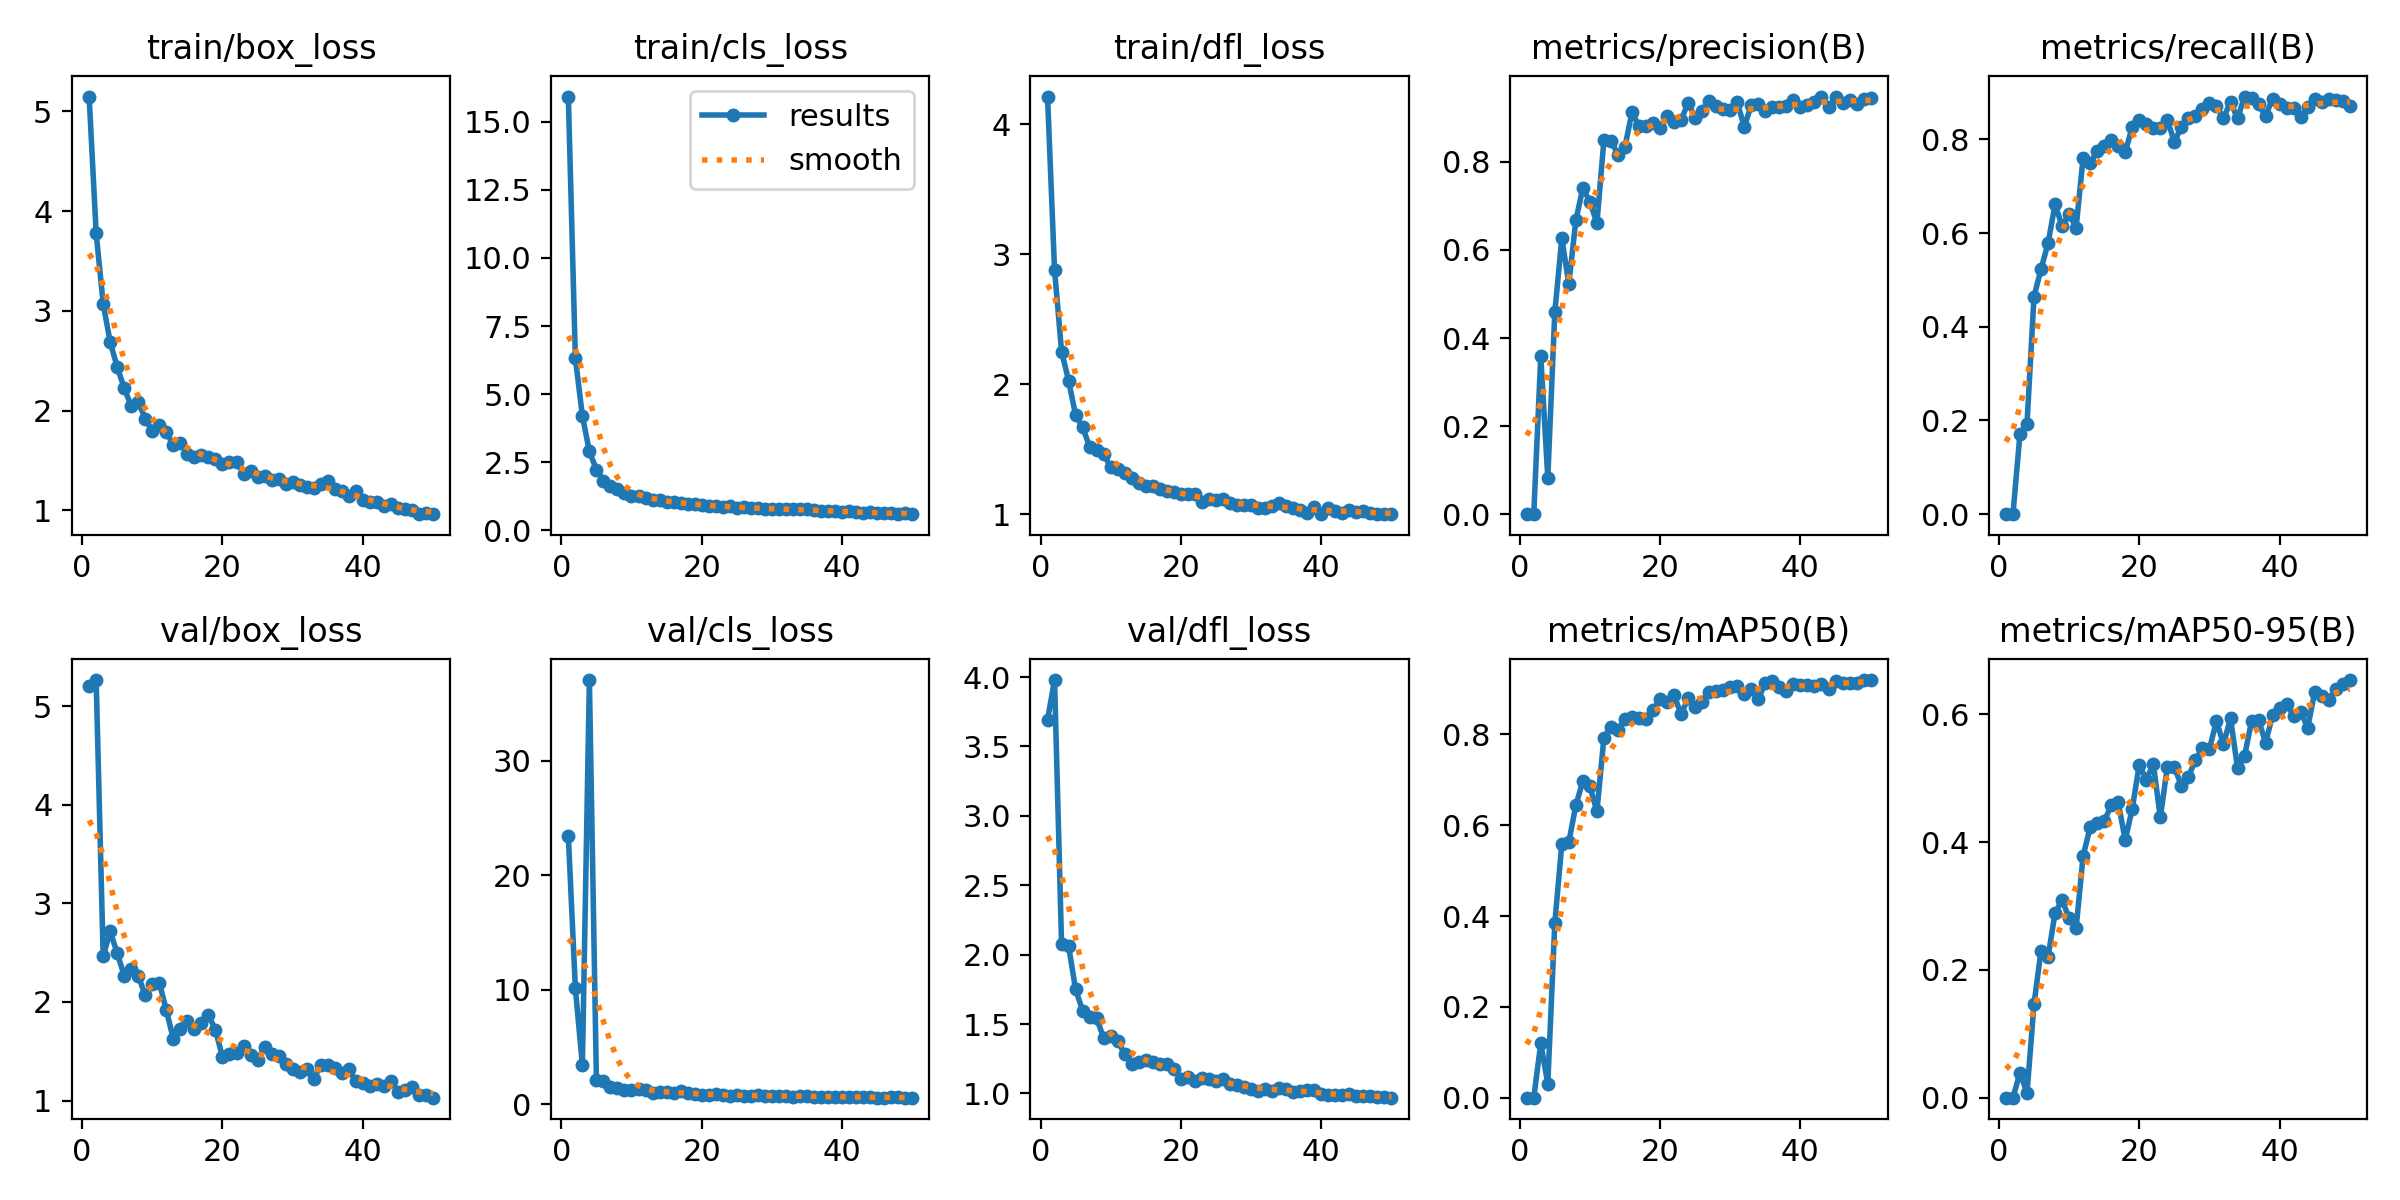 train/box_loss
5
4
3
2
1
0 20 40
train/cls_loss
results
smooth
15.0
12.5
10.0
7.5
5.0
2.5
0.0
0 20 40
train/dfl_loss
4
3
2
1
0 20 40
metrics/precision(B)
0.8
0.6
0.4
0.2
0.0
0 20 40
metrics/recall(B)
0.8
0.6
0.4
0.2
0.0
0 20 40
val/box_loss
5
4
3
2
1
0 20 40
val/cls_loss
30
20
10
0
0 20 40
val/dfl_loss
4.0
3.5
3.0
2.5
2.0
1.5
1.0
0 20 40
metrics/mAP50(B)
0.8
0.6
0.4
0.2
0.0
0 20 40
metrics/mAP50-95(B)
0.6
0.4
0.2
0.0
0 20 40